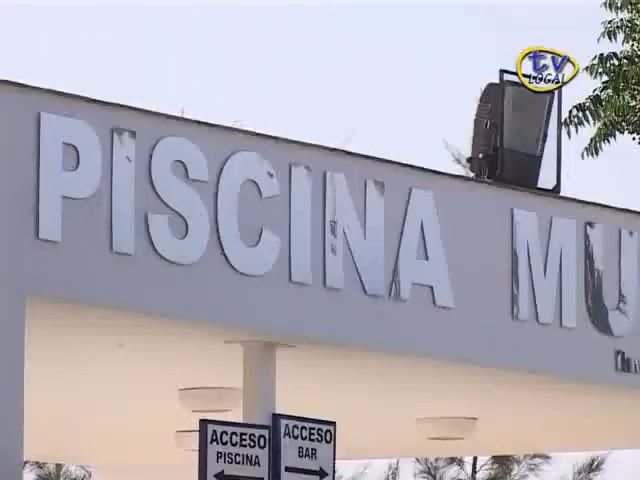 tv
LOCAL
PISCINA MU
ACCESO
PISCINA
ACCESO
BAR